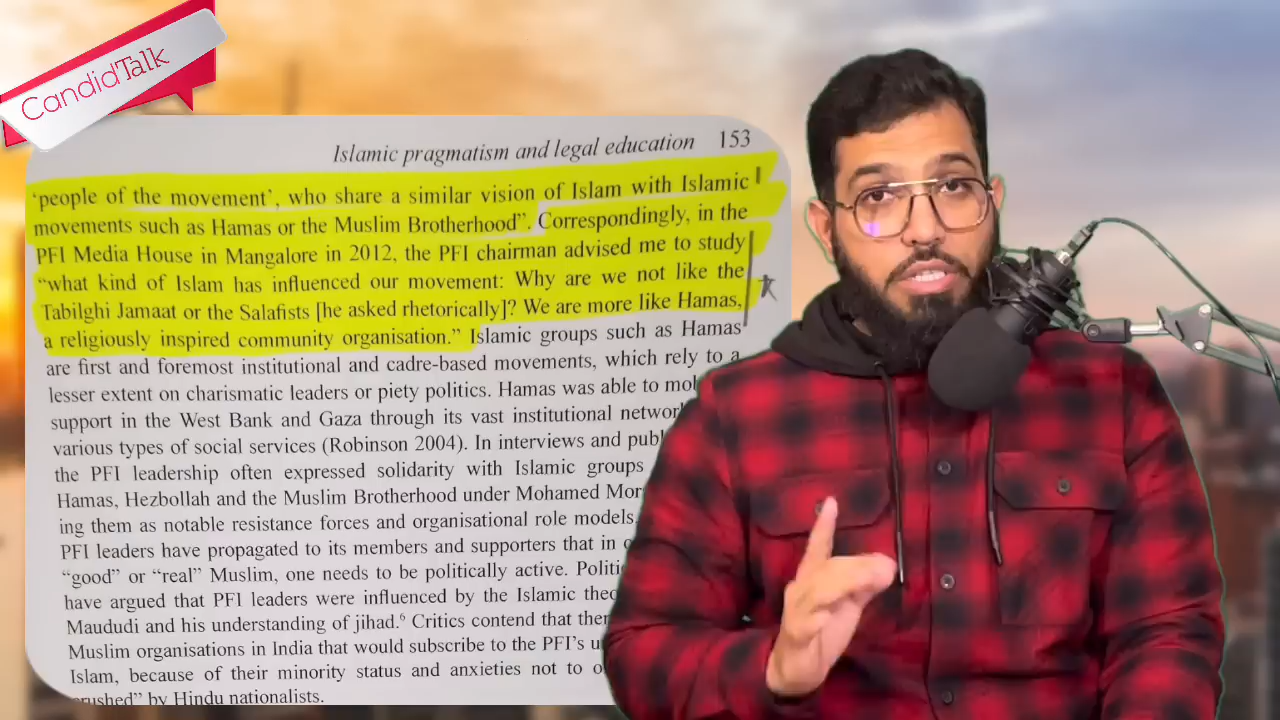 Candid'Talk
Islamic pragmatism and legal education 153
'people of the movement', who share a similar vision of Islam with Islamic
movements such as Hamas or the Muslim Brotherhood". Correspondingly, in the
PFI Media House in Mangalore in 2012, the PFI chairman advised me to study
"what kind of Islam has influenced our movement: Why are we not like the
Tabilghi Jamaat or the Salafists [he asked rhetorically]? We are more like Hamas,
a religiously inspired community organisation." Islamic groups such as Hamas
are first and foremost institutional and cadre-based movements, which rely to a
lesser extent on charismatic leaders or piety politics. Hamas was able to
support in the West Bank and Gaza through its vast institutional
various types of social services (Robinson 2004). In interviews and
the PFI leadership often expressed solidarity with Islamic groups
Hamas, Hezbollah and the Muslim Brotherhood under Mohamed
ing them as notable resistance forces and organisational role models.
PFI leaders have propagated to its members and supporters that in
"good" or "real" Muslim, one needs to be politically active.
have argued that PFI leaders were influenced by the Islamic
Maududi and his understanding of jihad.⁶ Critics contend that
Muslim organisations in India that would subscribe to the PFI's
Islam, because of their minority status and anxieties not to
by Hindu nationalists.